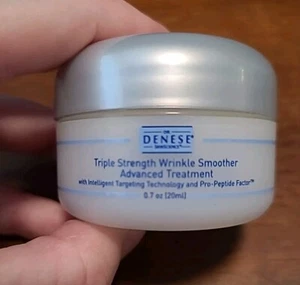 DR.
DENESE®
SKINSCIENCE™
Triple Strength Wrinkle Smoother
Advanced Treatment
with Intelligent Targeting Technology and Pro-Peptide Factor™
0.7 oz (20ml)